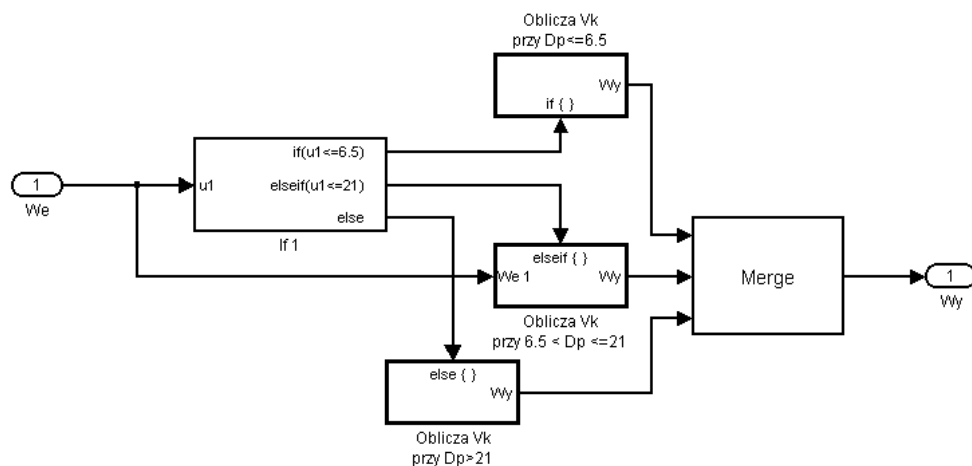 Oblicza Vk
przy Dp<=6.5
Wy
if { }
if(u1<=6.5)
u1
elseif(u1<=21)
else
If 1
1
We
elseif { }
We 1
Wy
Oblicza Vk
przy 6.5 < Dp <=21
Merge
1
Wy
else { }
Wy
Oblicza Vk
przy Dp>21